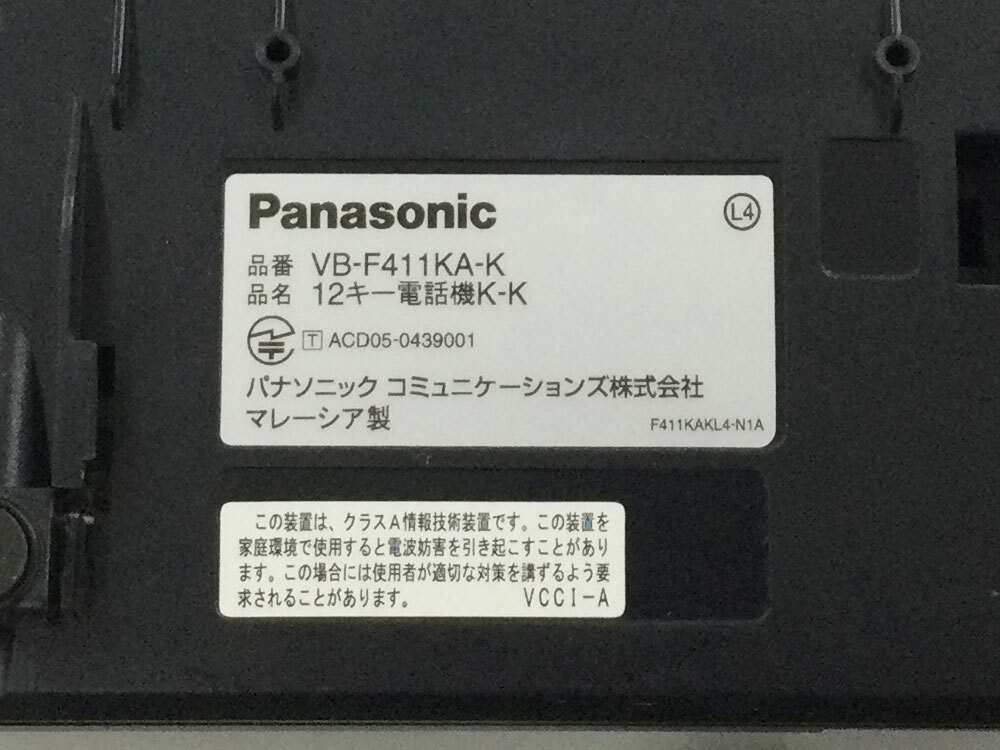 Panasonic
L4
品番 VB-F411KA-K
品名 12キー電話機K-K
T ACD05-0439001
パナソニック コミュニケーションズ株式会社
マレーシア製
F411KAKL4-N1A
この装置は、クラスA情報技術装置です。この装置を
家庭環境で使用すると電波妨害を引き起こすことがあり
ます。この場合には使用者が適切な対策を講ずるよう要
求されることがあります。 VCCI-A